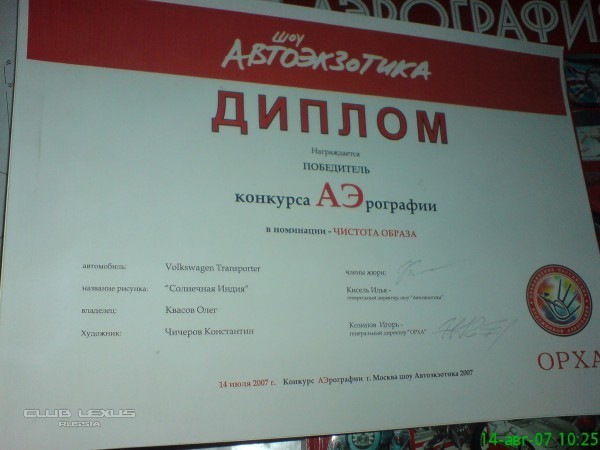 АЭРОГРАФИЯ
ШОУ
АВТОЭКЗОТИКА
ДИПЛОМ
Награждается
ПОБЕДИТЕЛЬ
конкурса АЭрографии
в номинации - ЧИСТОТА ОБРАЗА
автомобиль: Volkswagen Transporter
название рисунка: "Солнечная Индия"
владелец: Квасов Олег
Художник: Чичеров Константин
члены жюри:
Кисель Илья -
генеральный директор, шоу "Автоэкзотика"
Козинов Игорь -
генеральный директор "ОРХА"
ОРХА
14 июля 2007 г. Конкурс АЭрографии г. Москва шоу Автоэкзотика 2007
CLUB LEXUS
RUSSIA
14-авг-07 10:25